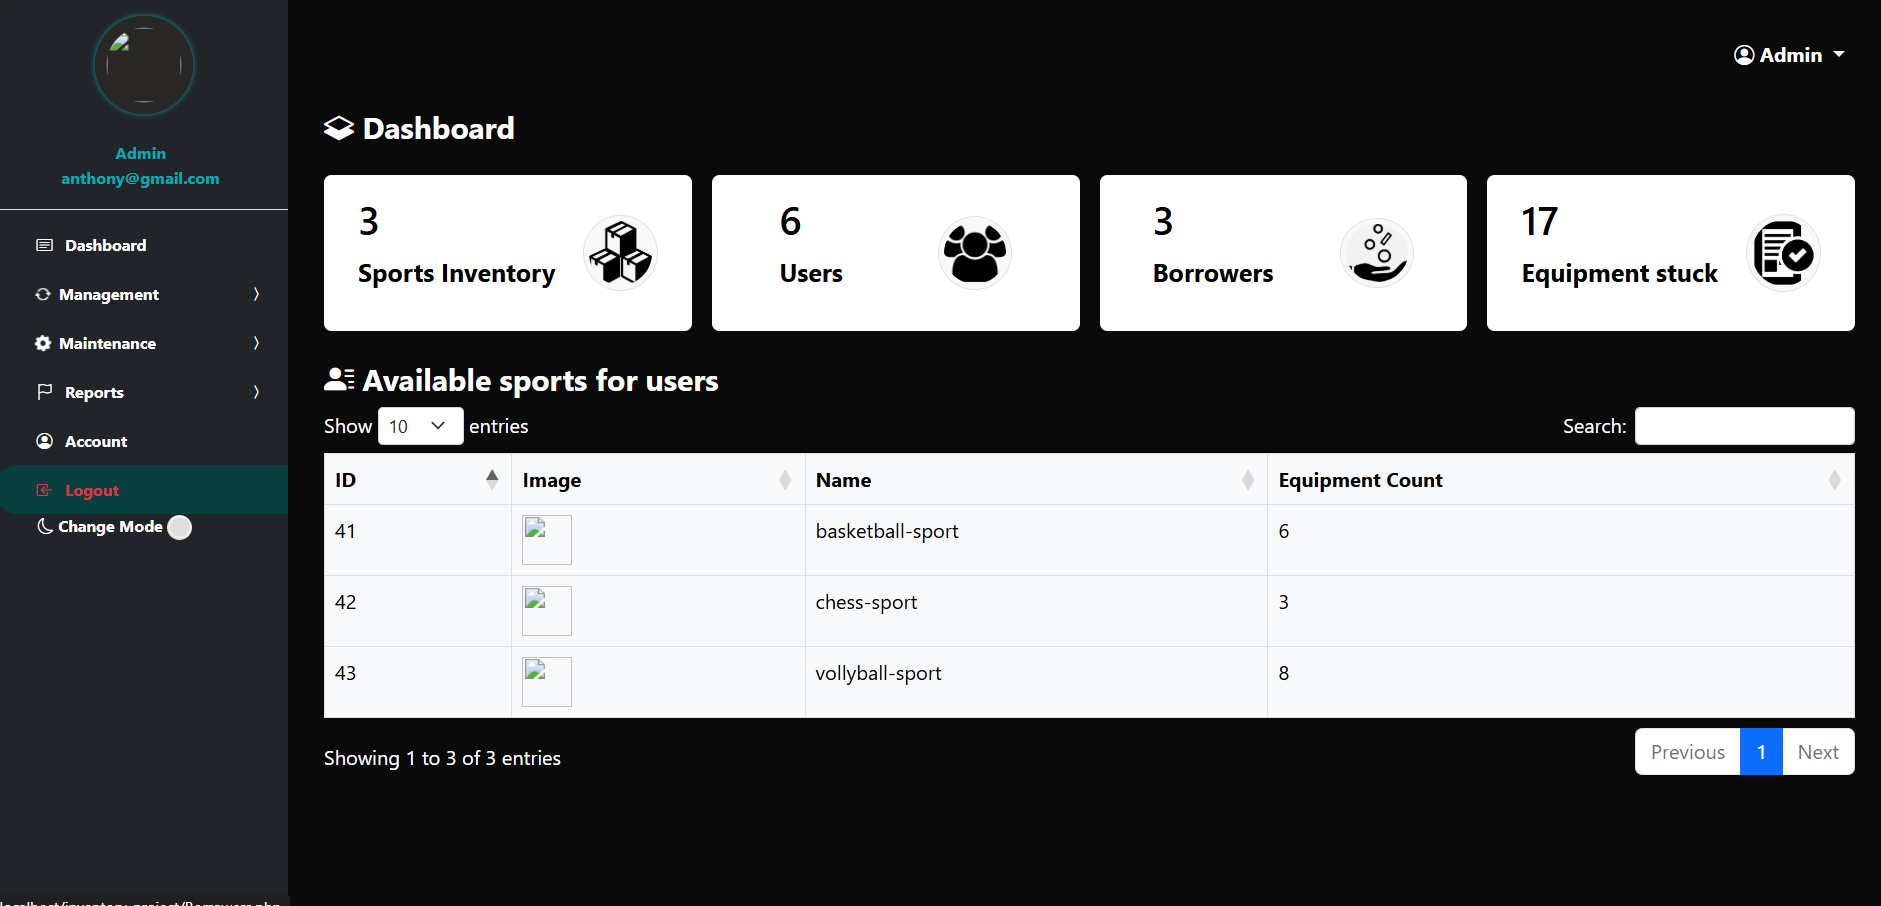 Admin
anthony@gmail.com
Dashboard
Management
Maintenance
Reports
Account
Logout
Change Mode
Admin
Dashboard
3
Sports Inventory
6
Users
3
Borrowers
17
Equipment stuck
Available sports for users
Show 10 entries
Search:
ID Image Name Equipment Count
41 basketball-sport 6
42 chess-sport 3
43 vollyball-sport 8
Showing 1 to 3 of 3 entries
Previous 1 Next